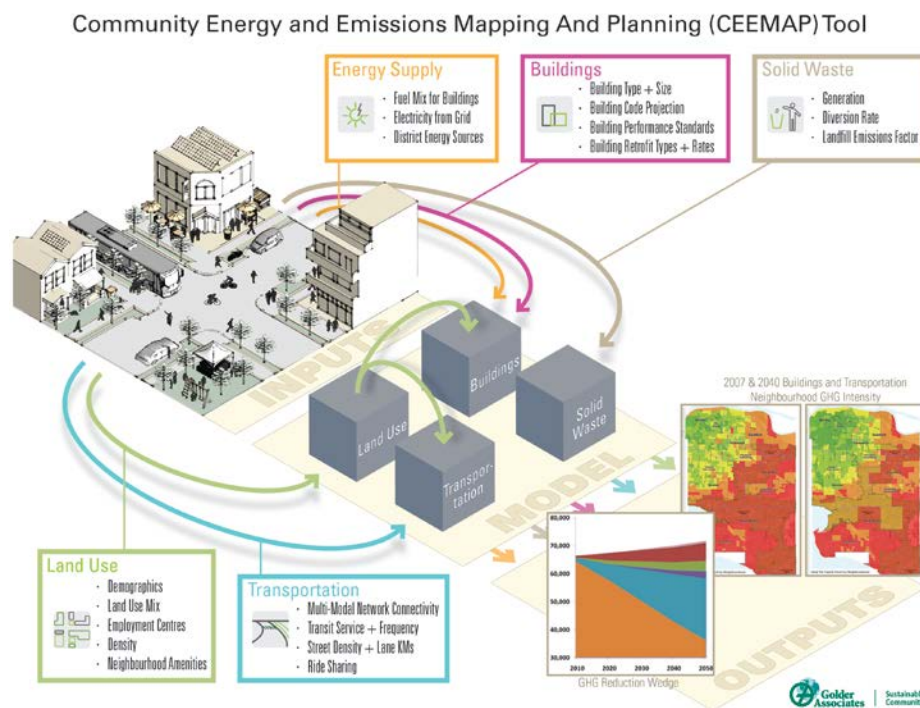 Community Energy and Emissions Mapping And Planning (CEEMAP) Tool
Energy Supply
· Fuel Mix for Buildings
· Electricity from Grid
· District Energy Sources
Buildings
· Building Type + Size
· Building Code Projection
· Building Performance Standards
· Building Retrofit Types + Rates
Solid Waste
· Generation
· Diversion Rate
· Landfill Emissions Factor
INPUTS
Buildings
Land Use
Solid
Waste
Transpor-
tation
MODEL
2007 & 2040 Buildings and Transportation
Neighbourhood GHG Intensity
Land Use
· Demographics
· Land Use Mix
· Employment Centres
· Density
· Neighbourhood Amenities
Transportation
· Multi-Modal Network Connectivity
· Transit Service + Frequency
· Street Density + Lane KMs
· Ride Sharing
80,000
70,000
60,000
50,000
40,000
30,000
2010 2020 2030 2040 2050
GHG Reduction Wedge
OUTPUTS
Golder
Associates
Sustainabl
Communit